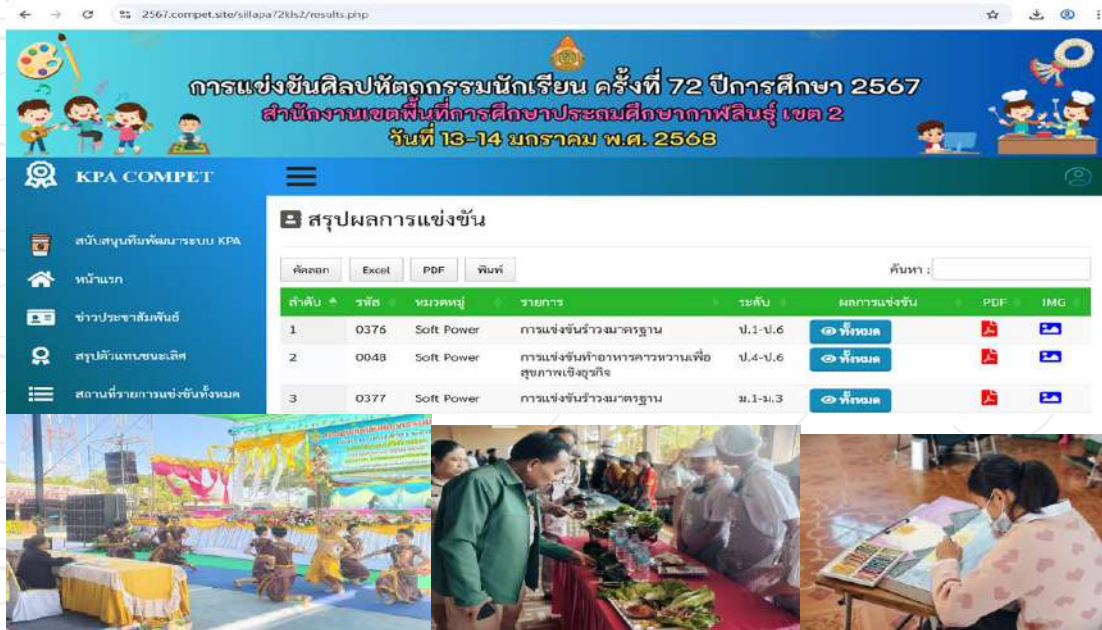 2567.compet.site/sillapa72kls2/results.php
การแข่งขันศิลปหัตถกรรมนักเรียน ครั้งที่ 72 ปีการศึกษา 2567
สำนักงานเขตพื้นที่การศึกษาประถมศึกษากาฬสินธุ์ เขต 2
วันที่ 13-14 มกราคม พ.ศ. 2568
KPA COMPET
สนับสนุนทีมพัฒนาระบบ KPA
หน้าแรก
ข่าวประชาสัมพันธ์
สรุปตัวแทนชนะเลิศ
สถานที่รายการแข่งขันทั้งหมด
สรุปผลการแข่งขัน
คัดลอก Excel PDF พิมพ์ ค้นหา :
ลำดับ รหัส หมวดหมู่ รายการ ระดับ ผลการแข่งขัน PDF IMG
1 0376 Soft Power การแข่งขันรำวงมาตรฐาน ป.1-ป.6 ทั้งหมด
2 0048 Soft Power การแข่งขันทำอาหารคาวหวานเพื่อ ป.4-ป.6 ทั้งหมด
สุขภาพเชิงธุรกิจ
3 0377 Soft Power การแข่งขันรำวงมาตรฐาน ม.1-ม.3 ทั้งหมด